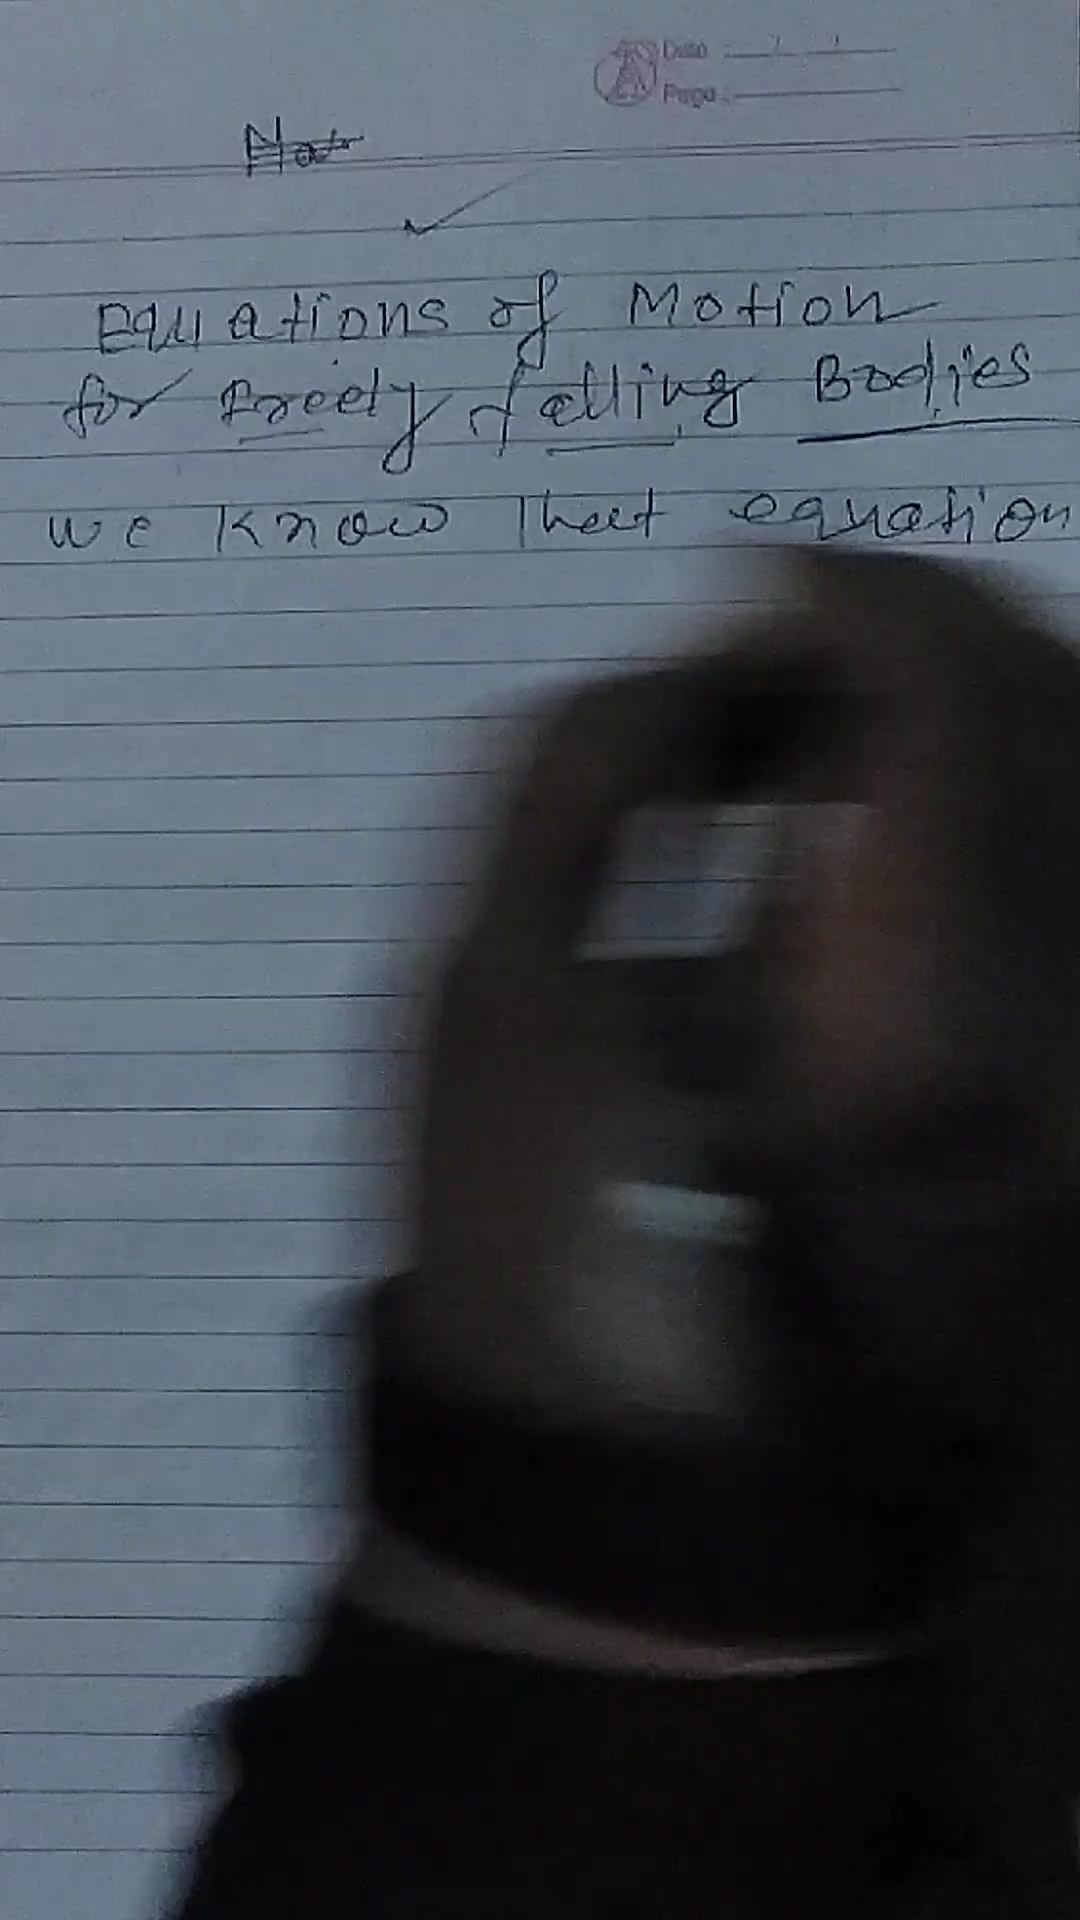 Date
Page
Equations of Motion
for Freely falling Bodies
we know That equation